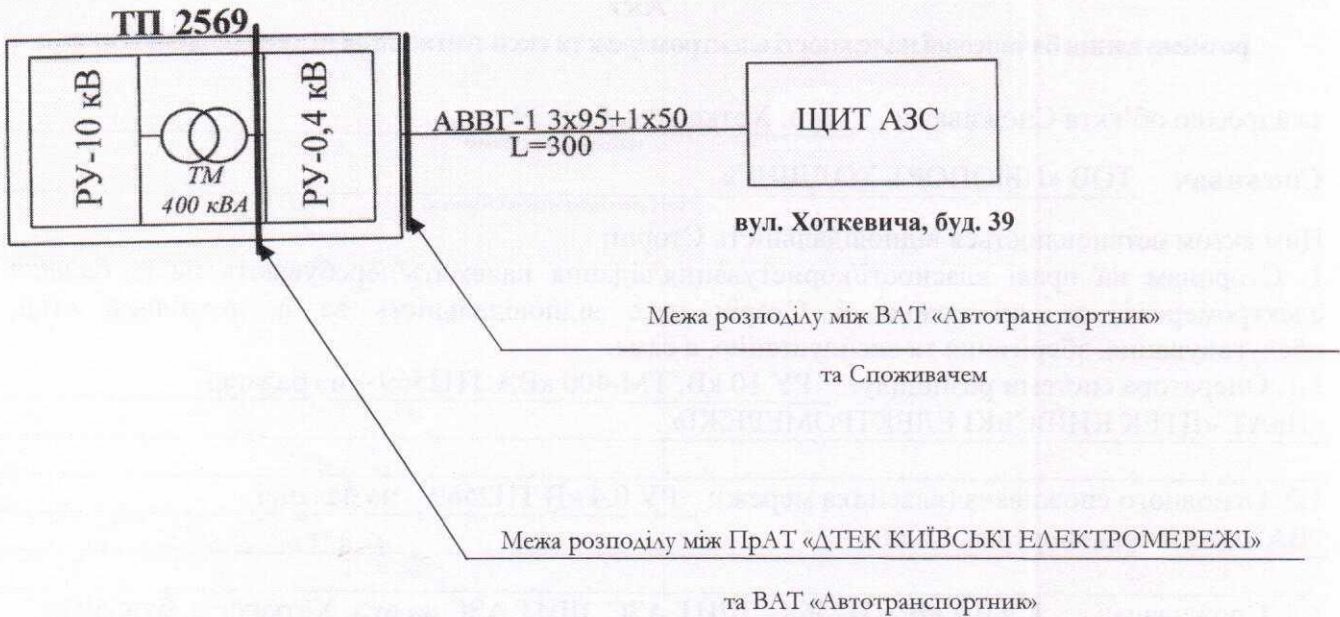 ТП 2569
РУ-10 кВ
ТМ
400 кВА
РУ-0,4 кВ
АВВГ-1 3х95+1х50
L=300
ЩИТ АЗС
вул. Хоткевича, буд. 39
Межа розподілу між ВАТ «Автотранспортник»
та Споживачем
Межа розподілу між ПрАТ «ДТЕК КИЇВСЬКІ ЕЛЕКТРОМЕРЕЖІ»
та ВАТ «Автотранспортник»